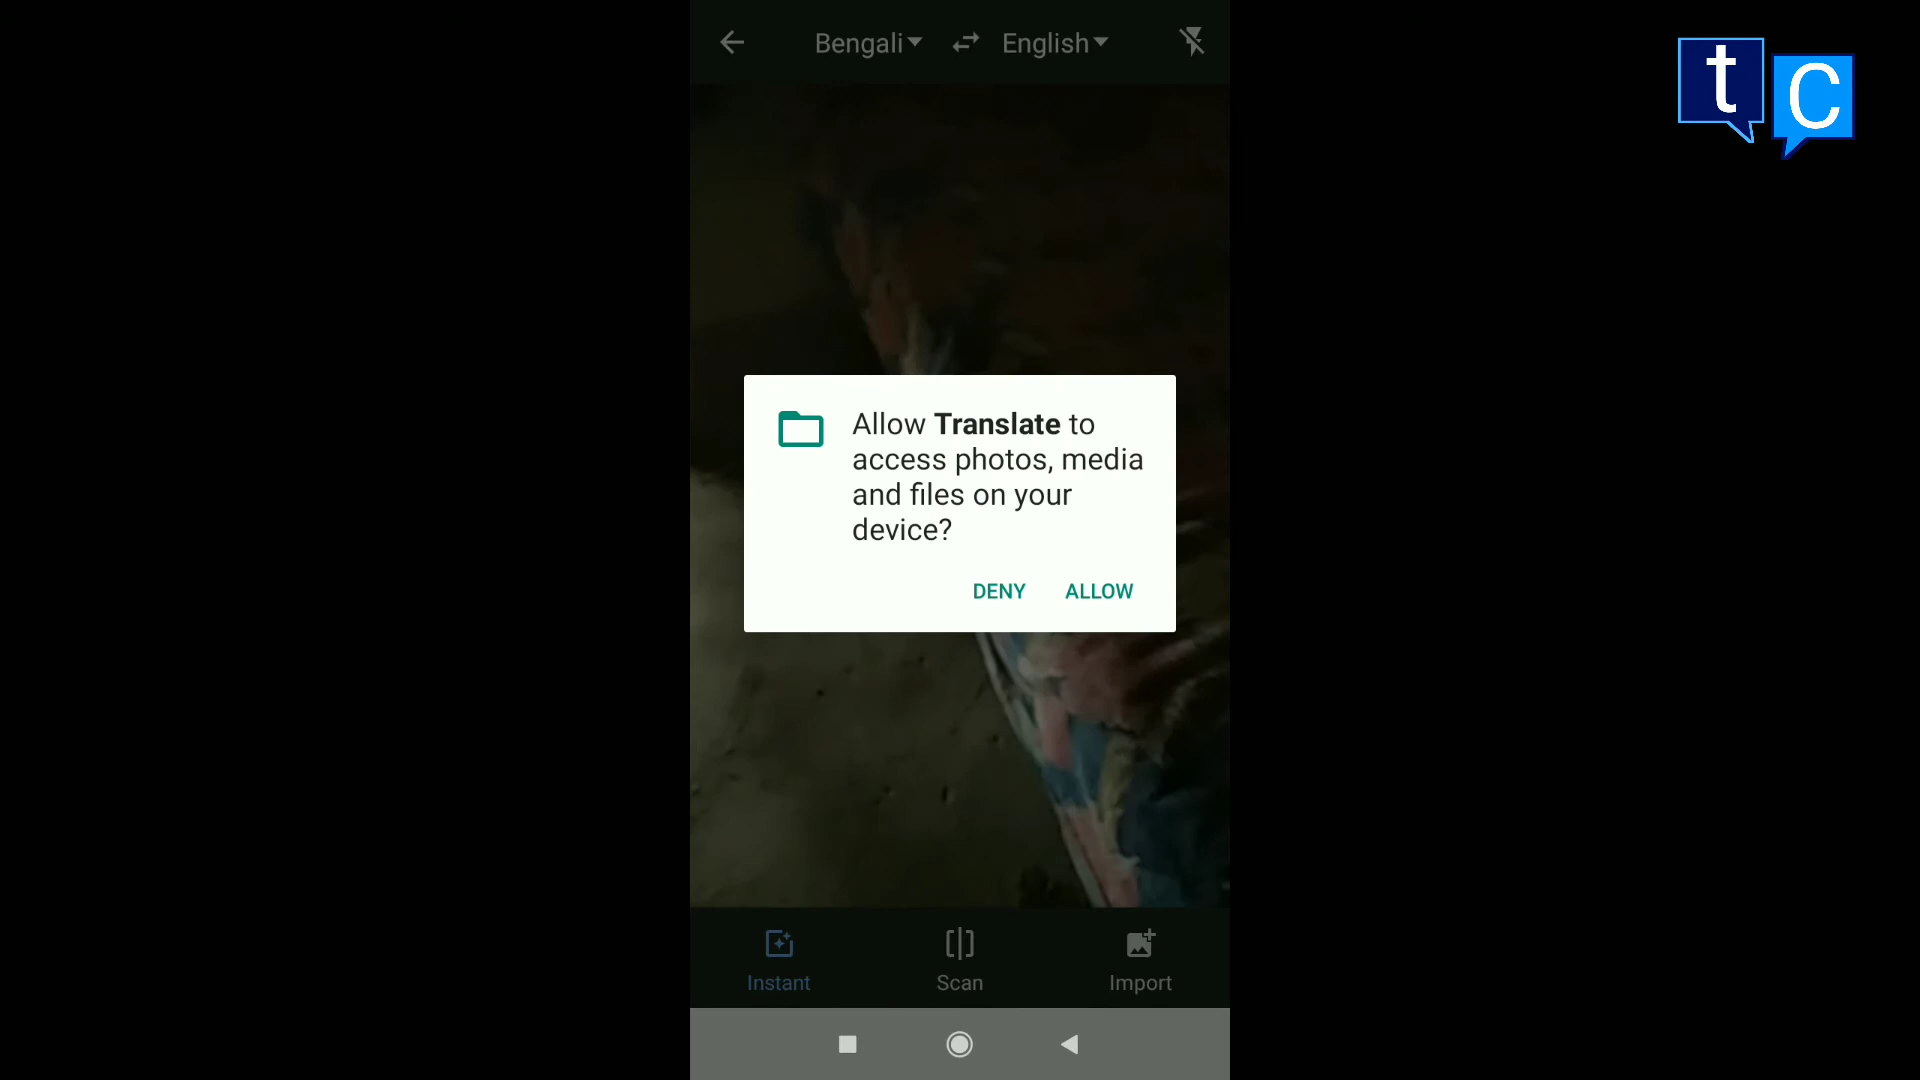 Bengali English
t c
Allow Translate to
access photos, media
and files on your
device?
DENY ALLOW
Instant Scan Import